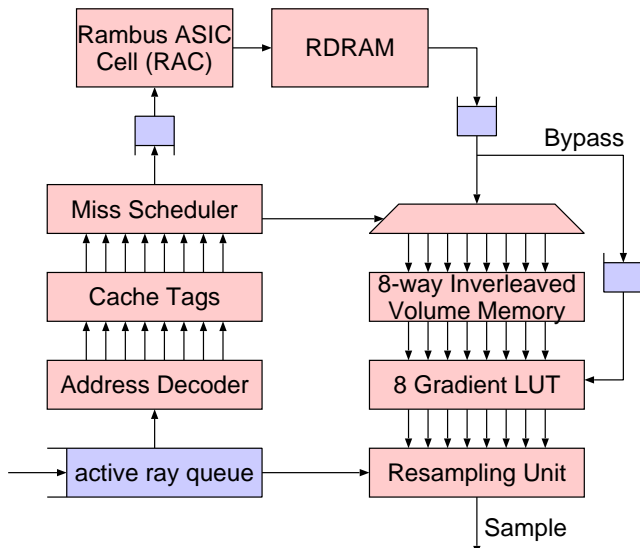 Rambus ASIC
Cell (RAC)
RDRAM
Bypass
Miss Scheduler
Cache Tags
8-way Inverleaved
Volume Memory
Address Decoder
8 Gradient LUT
active ray queue
Resampling Unit
Sample